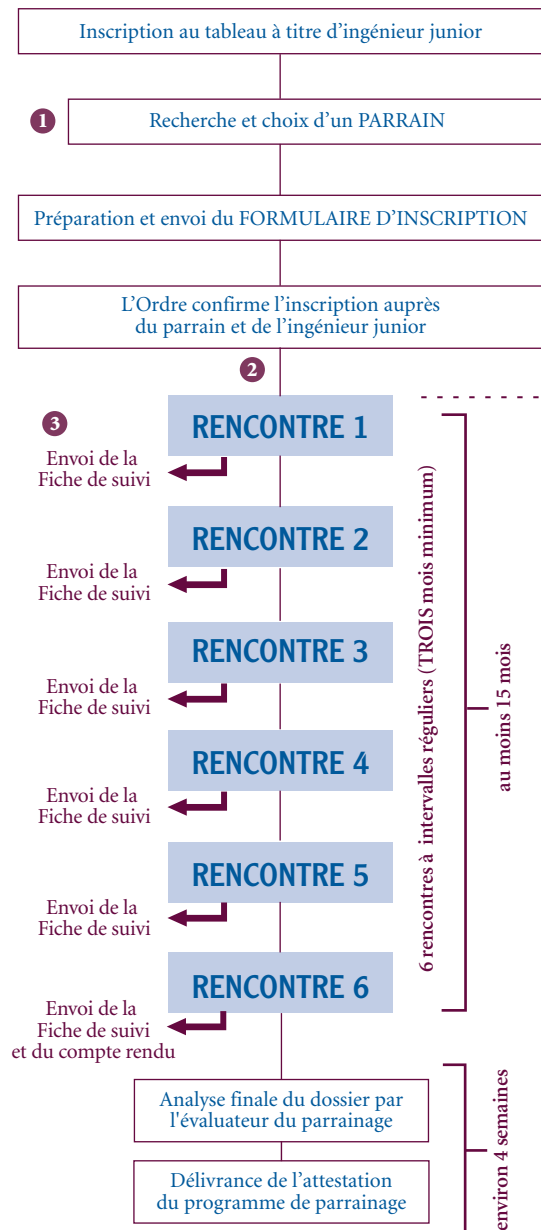 Inscription au tableau à titre d’ingénieur junior
1
Recherche et choix d’un PARRAIN
Préparation et envoi du FORMULAIRE D’INSCRIPTION
L’Ordre confirme l’inscription auprès
du parrain et de l’ingénieur junior
2
3
RENCONTRE 1
Envoi de la
Fiche de suivi
RENCONTRE 2
Envoi de la
Fiche de suivi
RENCONTRE 3
Envoi de la
Fiche de suivi
RENCONTRE 4
Envoi de la
Fiche de suivi
RENCONTRE 5
Envoi de la
Fiche de suivi
RENCONTRE 6
Envoi de la
Fiche de suivi
et du compte rendu
6 rencontres à intervalles réguliers (TROIS mois minimum)
au moins 15 mois
Analyse finale du dossier par
l'évaluateur du parrainage
Délivrance de l’attestation
du programme de parrainage
environ 4 semaines